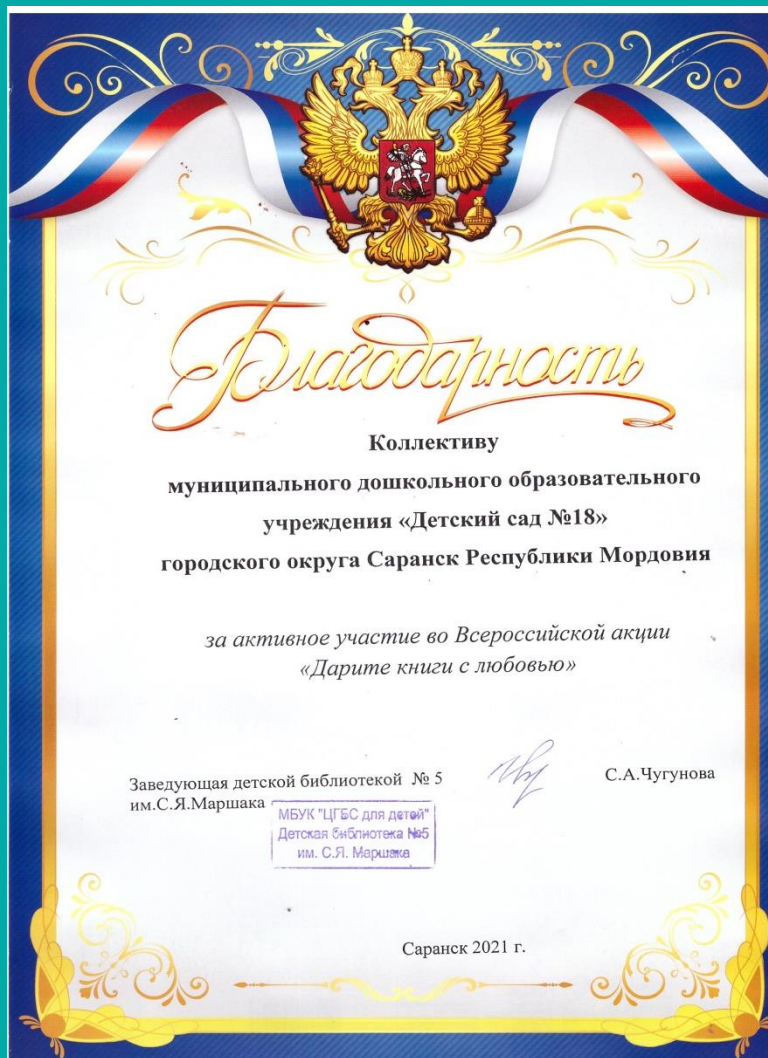 Благодарность
Коллективу
муниципального дошкольного образовательного
учреждения «Детский сад №18»
городского округа Саранск Республики Мордовия
за активное участие во Всероссийской акции
«Дарите книги с любовью»
Заведующая детской библиотекой № 5
им.С.Я.Маршака
С.А.Чугунова
МБУК "ЦГБС для детей"
Детская библиотека №5
им. С.Я. Маршака
Саранск 2021 г.